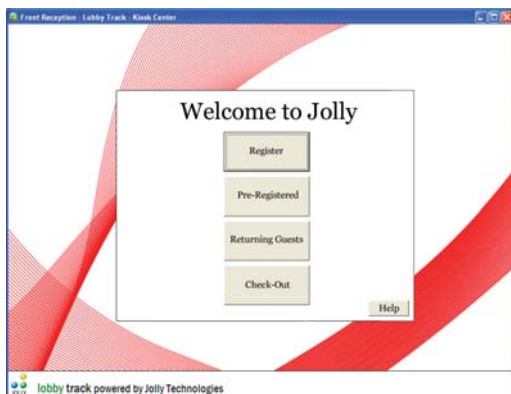 Front Reception - Lobby Track - Kiosk Center
Welcome to Jolly
Register
Pre-Registered
Returning Guests
Check-Out
Help
JOLLY
lobby track powered by Jolly Technologies